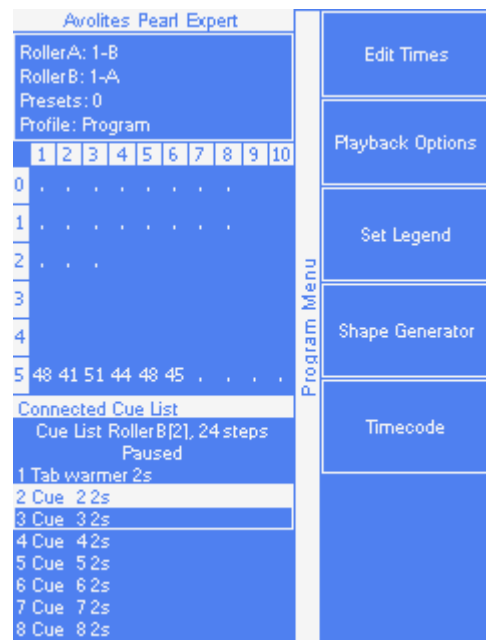 Avolites Pearl Expert
RollerA: 1-B
RollerB: 1-A
Presets: 0
Profile: Program
1 2 3 4 5 6 7 8 9 10
0 . . . . . . . .
1 . . . . . . . .
2 . . .
3
4
5 48 41 51 44 48 45 . . . .
Connected Cue List
Cue List RollerB[2], 24 steps
Paused
1 Tab warmer 2s
2 Cue 2 2s
3 Cue 3 2s
4 Cue 4 2s
5 Cue 5 2s
6 Cue 6 2s
7 Cue 7 2s
8 Cue 8 2s
Program Menu
Edit Times
Playback Options
Set Legend
Shape Generator
Timecode